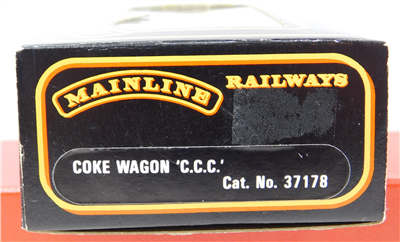 MAINLINE RAILWAYS
COKE WAGON 'C.C.C.'
Cat. No. 37178